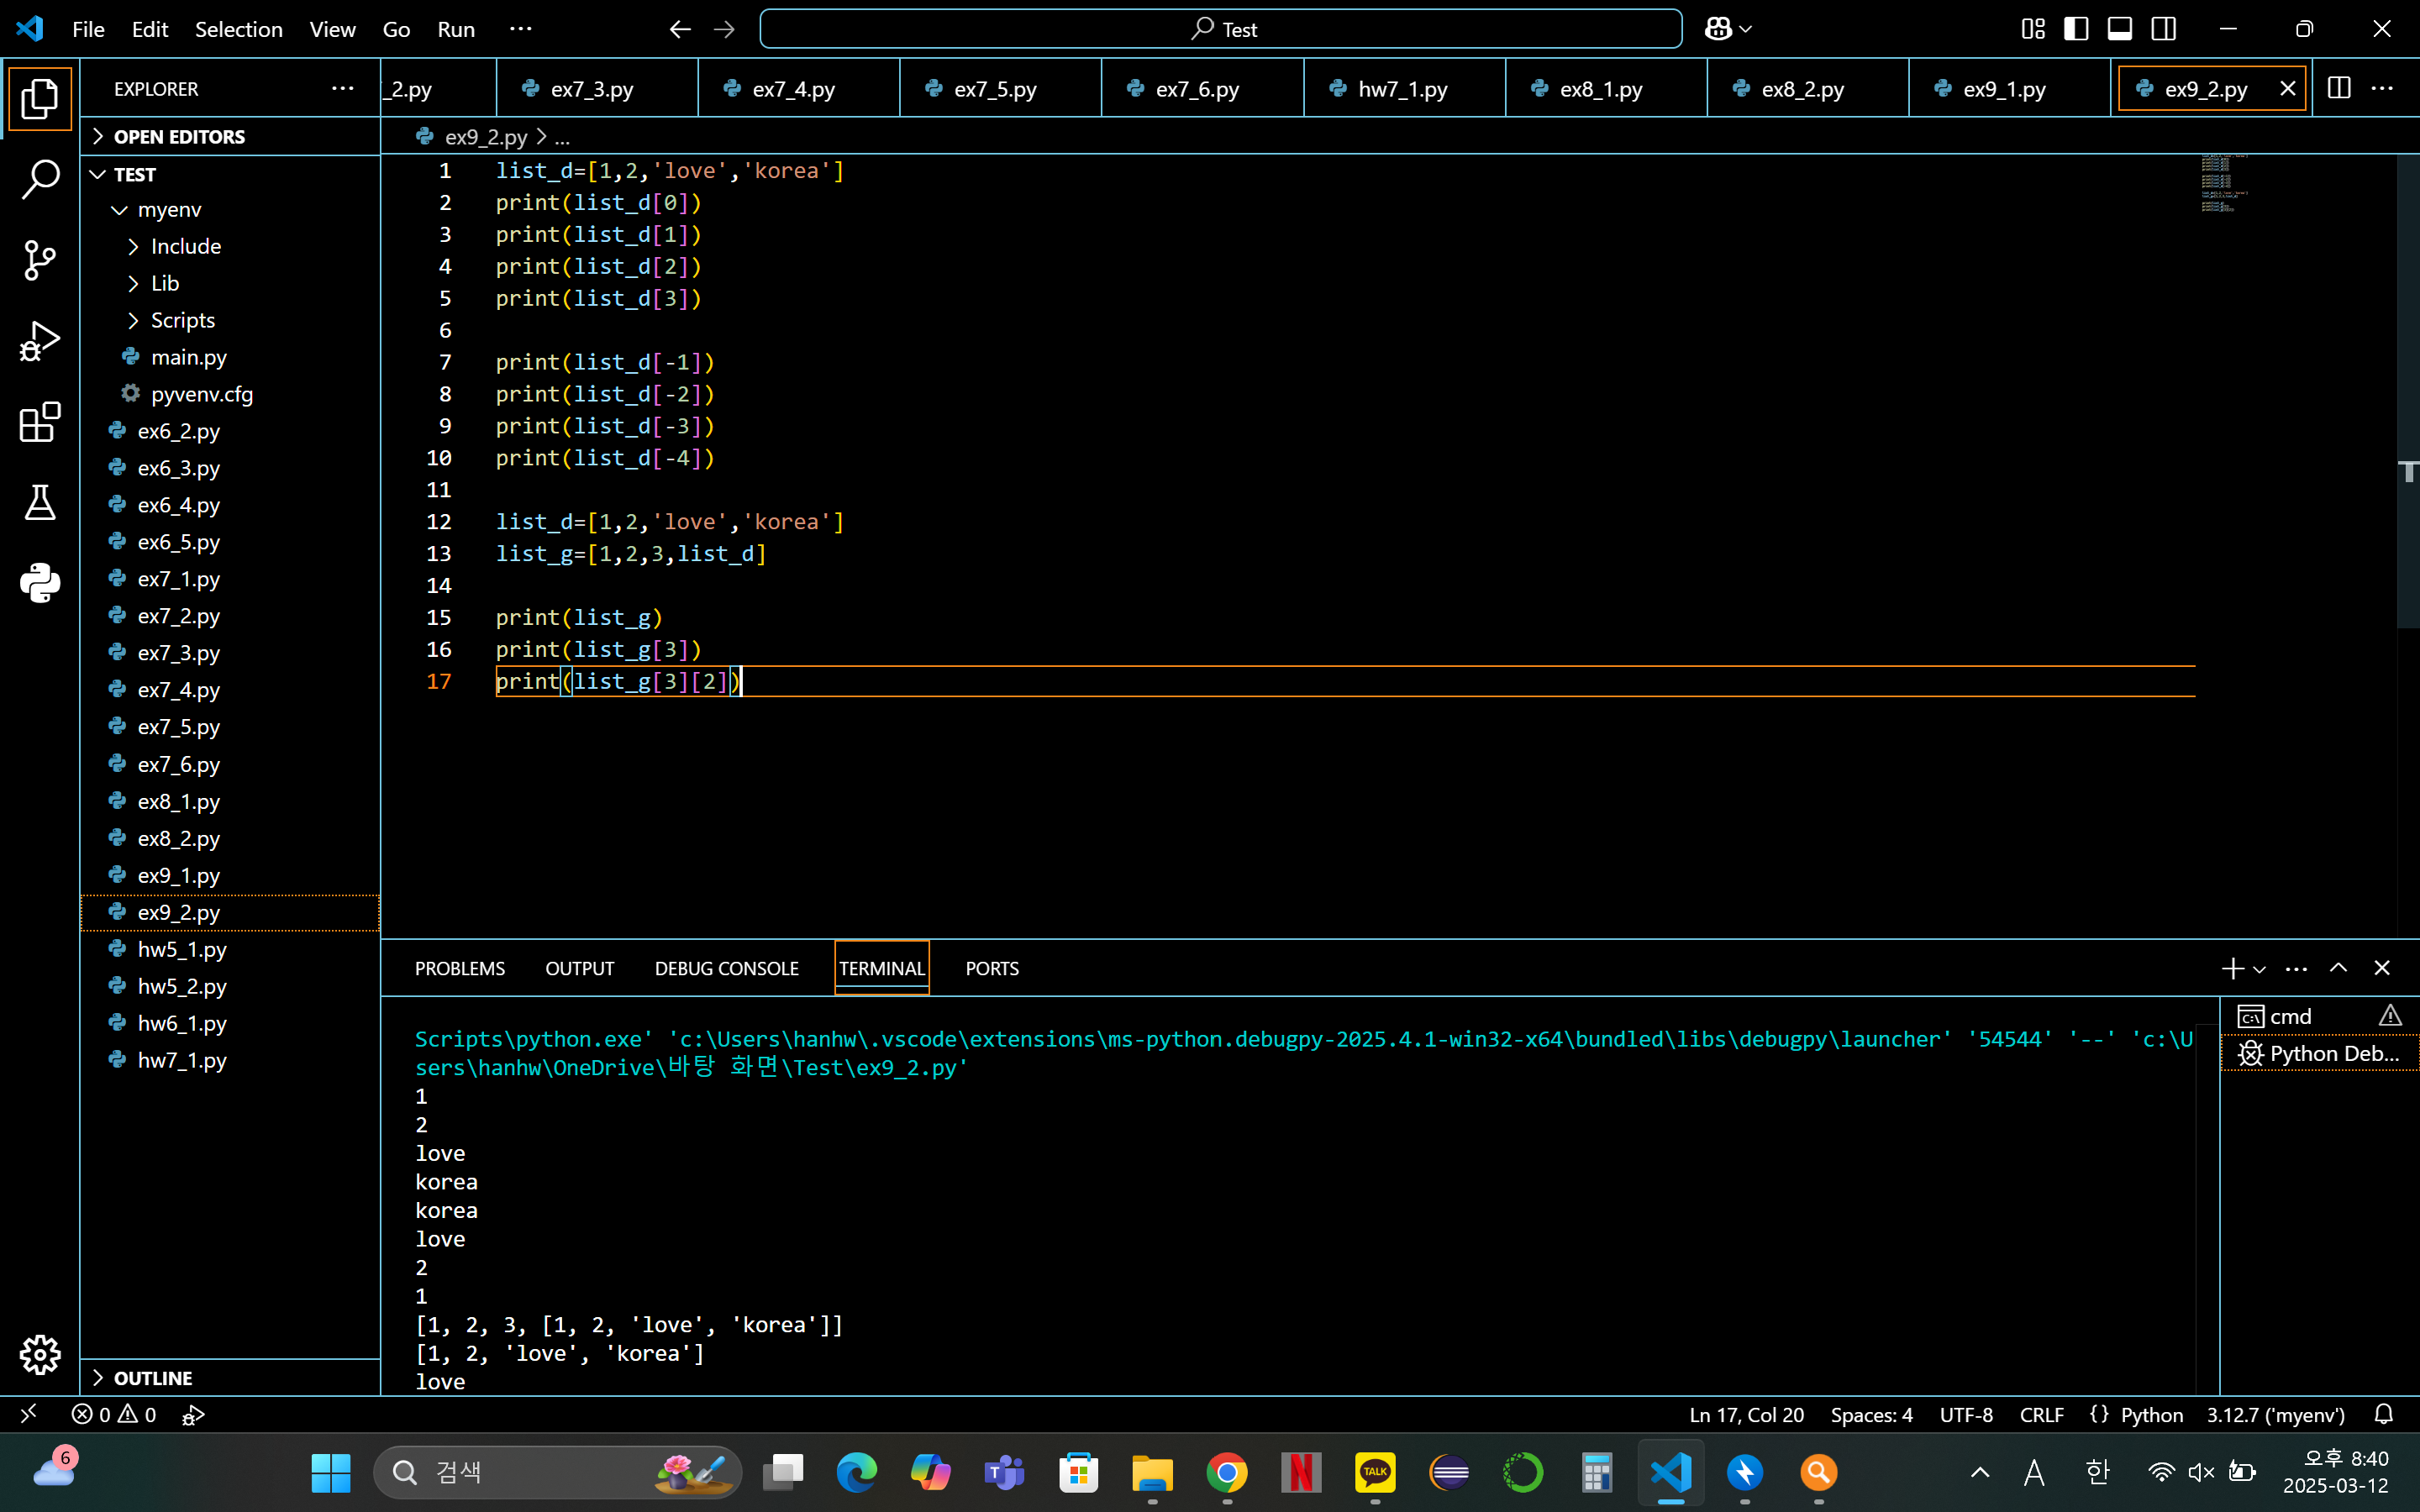 File Edit Selection View Go Run ...
Test
EXPLORER ...
_2.py ex7_3.py ex7_4.py ex7_5.py ex7_6.py hw7_1.py ex8_1.py ex8_2.py ex9_1.py ex9_2.py
OPEN EDITORS
TEST
myenv
Include
Lib
Scripts
main.py
pyvenv.cfg
ex6_2.py
ex6_3.py
ex6_4.py
ex6_5.py
ex7_1.py
ex7_2.py
ex7_3.py
ex7_4.py
ex7_5.py
ex7_6.py
ex8_1.py
ex8_2.py
ex9_1.py
ex9_2.py
hw5_1.py
hw5_2.py
hw6_1.py
hw7_1.py
OUTLINE
ex9_2.py > ...
1 list_d=[1,2,'love','korea']
2 print(list_d[0])
3 print(list_d[1])
4 print(list_d[2])
5 print(list_d[3])
6
7 print(list_d[-1])
8 print(list_d[-2])
9 print(list_d[-3])
10 print(list_d[-4])
11
12 list_d=[1,2,'love','korea']
13 list_g=[1,2,3,list_d]
14
15 print(list_g)
16 print(list_g[3])
17 print(list_g[3][2])
PROBLEMS OUTPUT DEBUG CONSOLE TERMINAL PORTS
Scripts\python.exe' 'c:\Users\hanhw\.vscode\extensions\ms-python.debugpy-2025.4.1-win32-x64\bundled\libs\debugpy\launcher' '54544' '--' 'c:\U
sers\hanhw\OneDrive\바탕 화면\Test\ex9_2.py'
1
2
love
korea
korea
love
2
1
[1, 2, 3, [1, 2, 'love', 'korea']]
[1, 2, 'love', 'korea']
love
cmd
Python Deb...
0 0
Ln 17, Col 20 Spaces: 4 UTF-8 CRLF {} Python 3.12.7 ('myenv')
6
검색
TALK
A 한
오후 8:40
2025-03-12